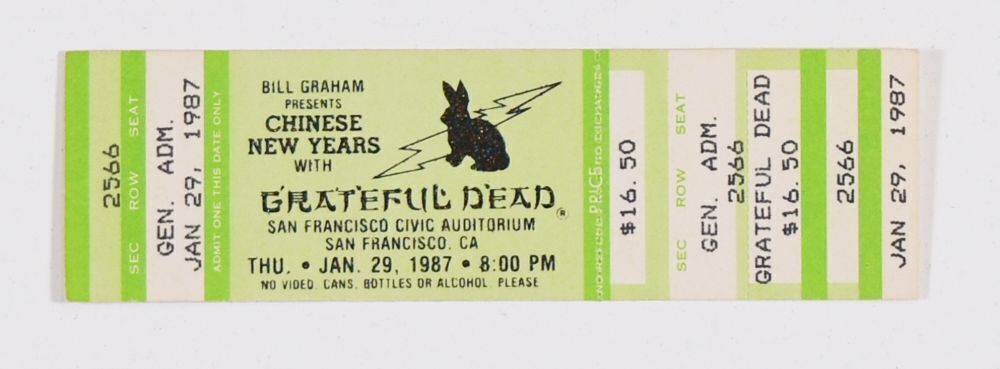 2566
SEC ROW SEAT
GEN. ADM.
JAN 29, 1987
ADMIT ONE THIS DATE ONLY
BILL GRAHAM
PRESENTS
CHINESE
NEW YEARS
WITH
GRATEFUL DEAD ®
SAN FRANCISCO CIVIC AUDITORIUM
SAN FRANCISCO, CA
THU. • JAN. 29, 1987 • 8:00 PM
NO VIDEO. CANS. BOTTLES OR ALCOHOL. PLEASE
PRICE
$16.50
SEC ROW SEAT
GEN. ADM.
2566
GRATEFUL DEAD
$16.50
2566
JAN 29, 1987